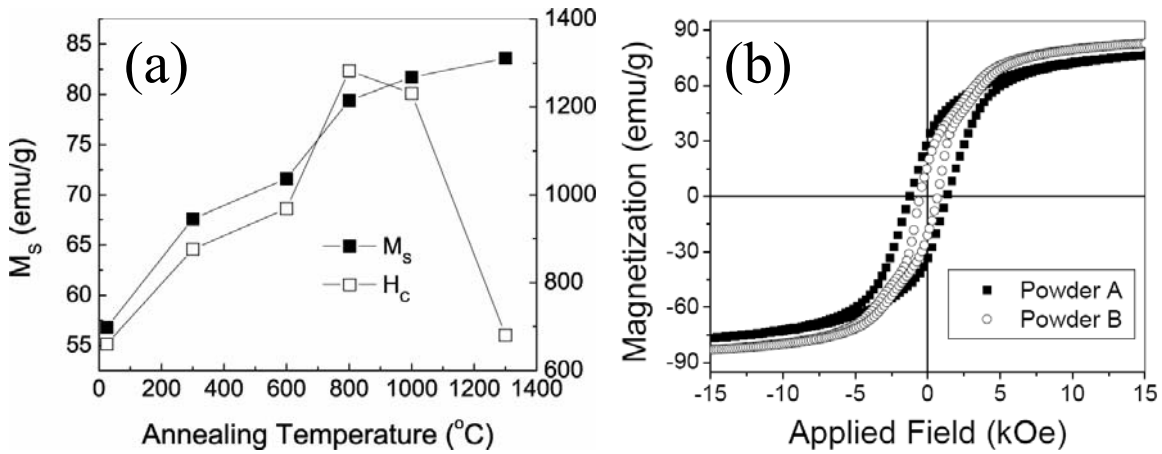 (a)
85
80
75
70
65
60
55
M_s (emu/g)
1400
1200
1000
800
600
M_s
H_c
0 200 400 600 800 1000 1200 1400
Annealing Temperature (°C)
(b)
90
60
30
0
-30
-60
-90
Magnetization (emu/g)
Powder A
Powder B
-15 -10 -5 0 5 10 15
Applied Field (kOe)